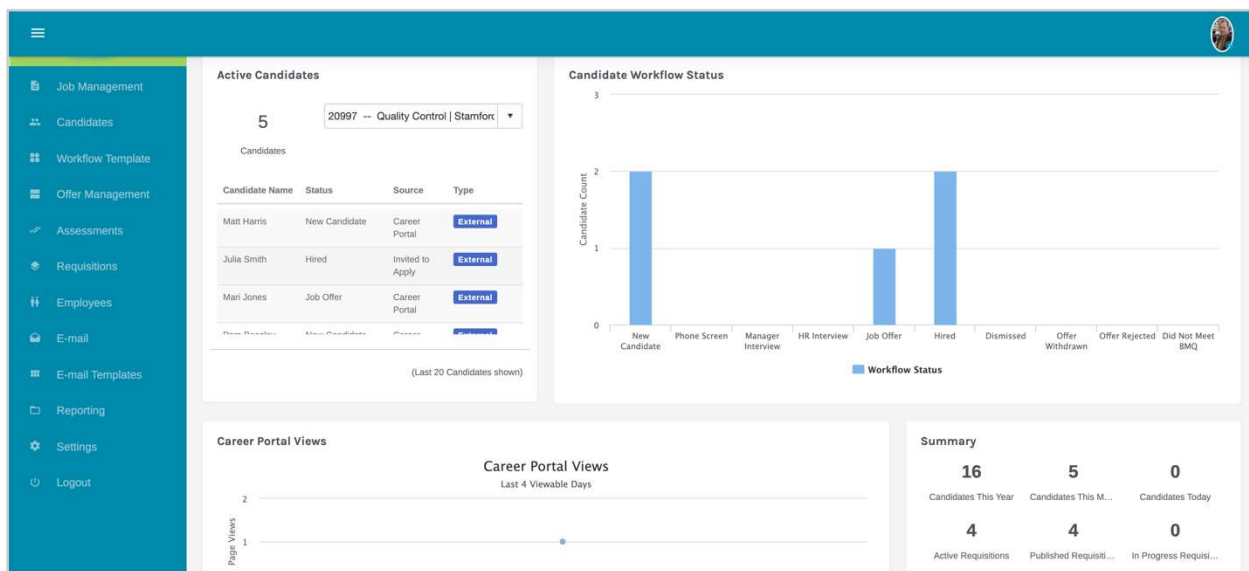 Job Management
Candidates
Workflow Template
Offer Management
Assessments
Requisitions
Employees
E-mail
E-mail Templates
Reporting
Settings
Logout
Active Candidates
5
Candidates
20997 -- Quality Control | Stamford
Candidate Name Status Source Type
Matt Harris New Candidate Career External
Portal
Julia Smith Hired Invited to External
Apply
Mari Jones Job Offer Career External
Portal
New Candidate Career External
(Last 20 Candidates shown)
Candidate Workflow Status
Candidate Count
3
2
1
0
New
Candidate
Phone Screen
Manager
Interview
HR Interview
Job Offer
Hired
Dismissed
Offer
Withdrawn
Offer Rejected
Did Not Meet
BMQ
Workflow Status
Career Portal Views
Career Portal Views
Last 4 Viewable Days
Page Views
2
1
Summary
16 5 0
Candidates This Year Candidates This M... Candidates Today
4 4 0
Active Requisitions Published Requisiti... In Progress Requisi...